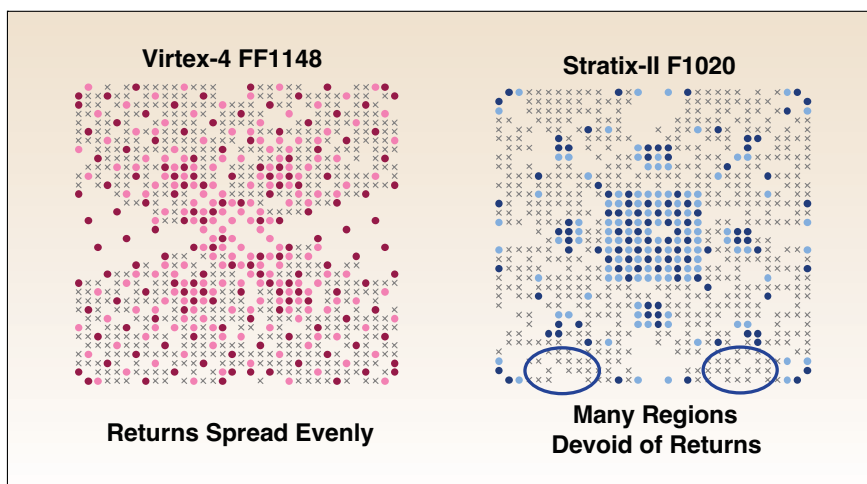 Virtex-4 FF1148
Stratix-II F1020
Returns Spread Evenly
Many Regions
Devoid of Returns